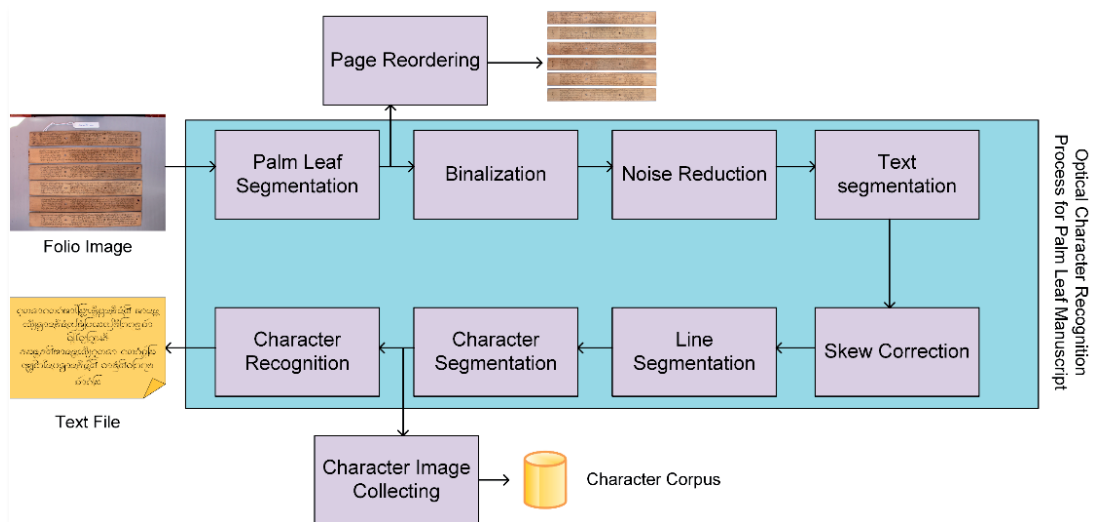 Page Reordering
Palm Leaf
Segmentation
Binalization
Noise Reduction
Text
segmentation
Optical Character Recognition
Process for Palm Leaf Manuscript
Folio Image
Character
Recognition
Character
Segmentation
Line
Segmentation
Skew Correction
Text File
Character Image
Collecting
Character Corpus